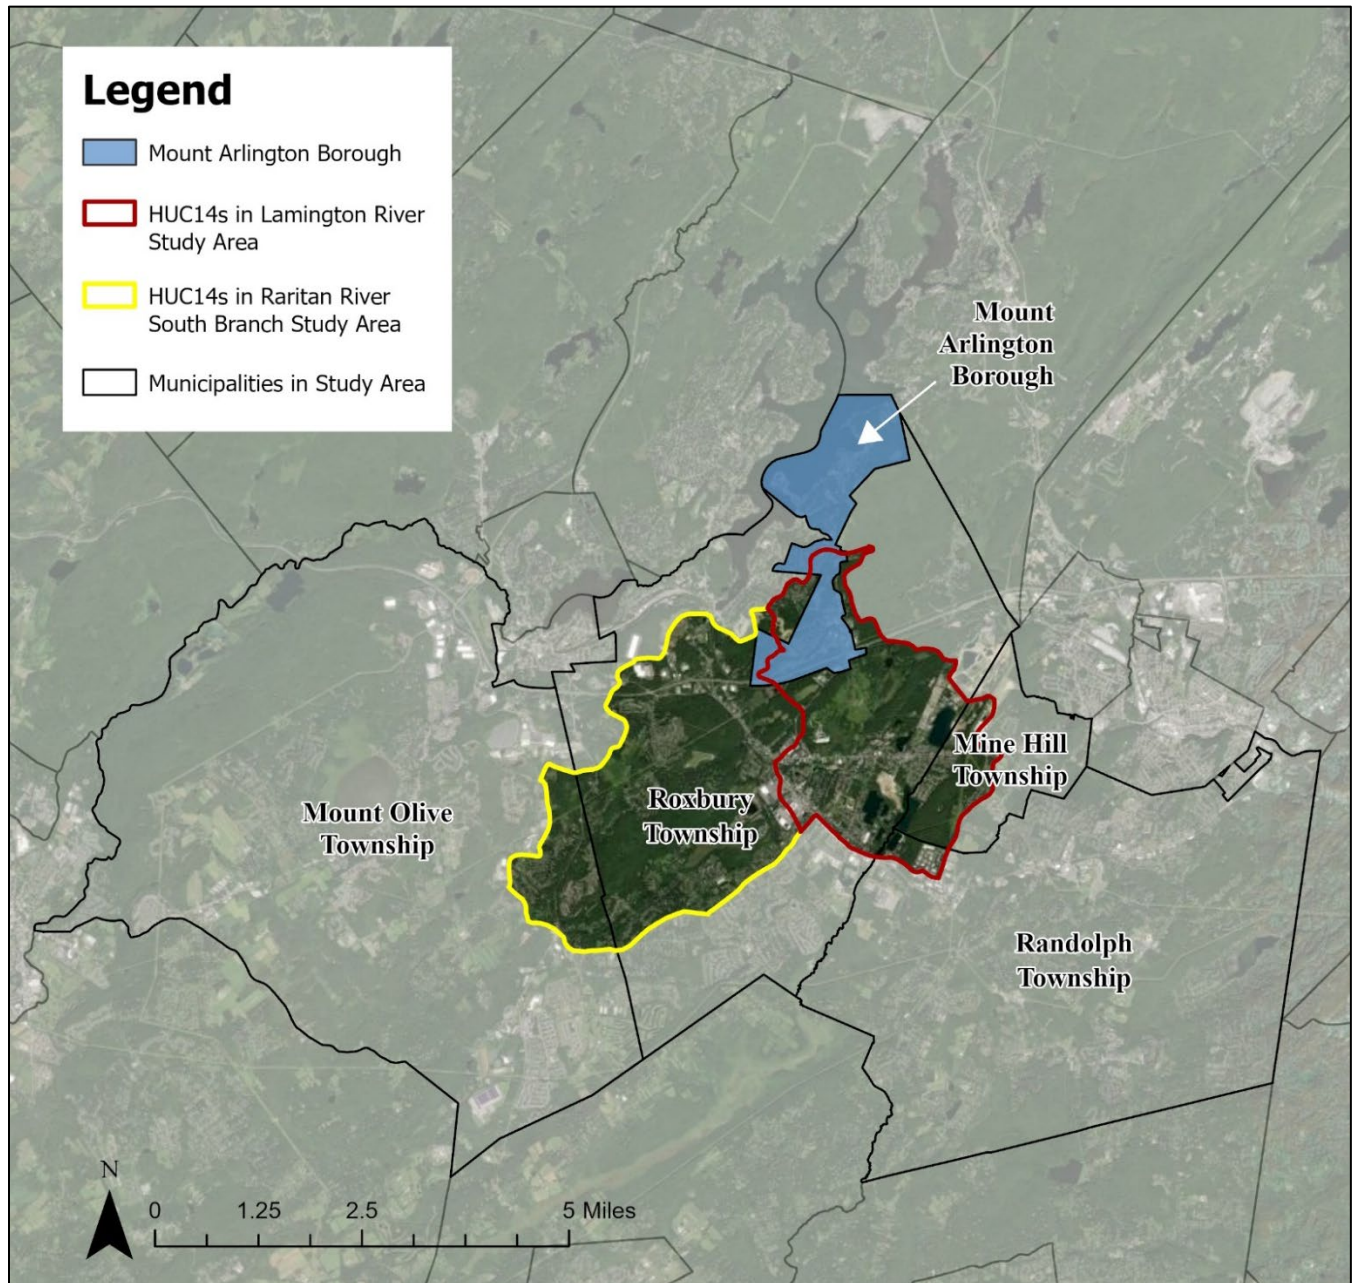 Legend
Mount Arlington Borough
HUC14s in Lamington River
Study Area
HUC14s in Raritan River
South Branch Study Area
Municipalities in Study Area
Mount
Arlington
Borough
Mine Hill
Township
Mount Olive
Township
Roxbury
Township
Randolph
Township
N
0 1.25 2.5 5 Miles